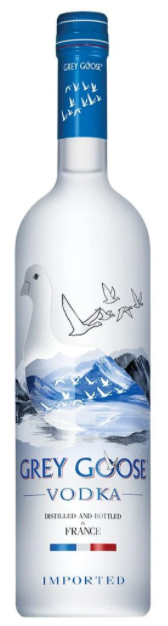 GREY GOOSE
GREY GOOSE
VODKA
DISTILLED AND BOTTLED
IN
FRANCE
IMPORTED